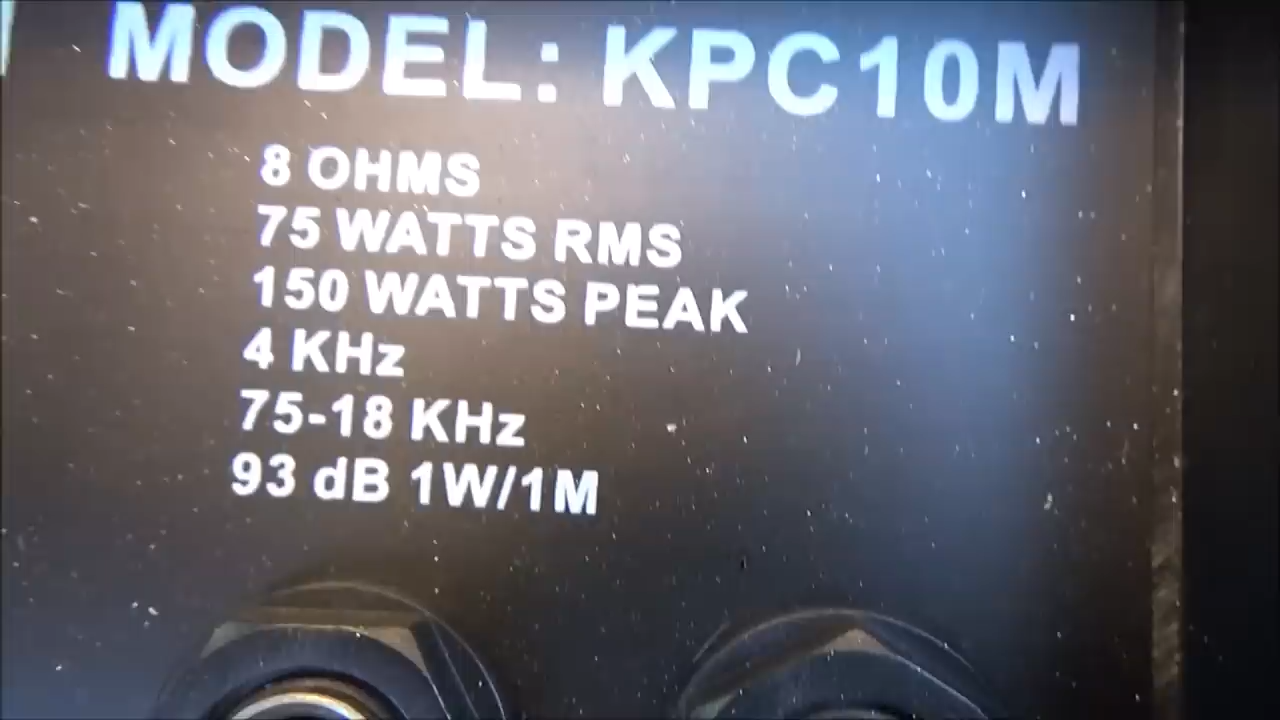 MODEL: KPC10M
8 OHMS
75 WATTS RMS
150 WATTS PEAK
4 KHz
75-18 KHz
93 dB 1W/1M